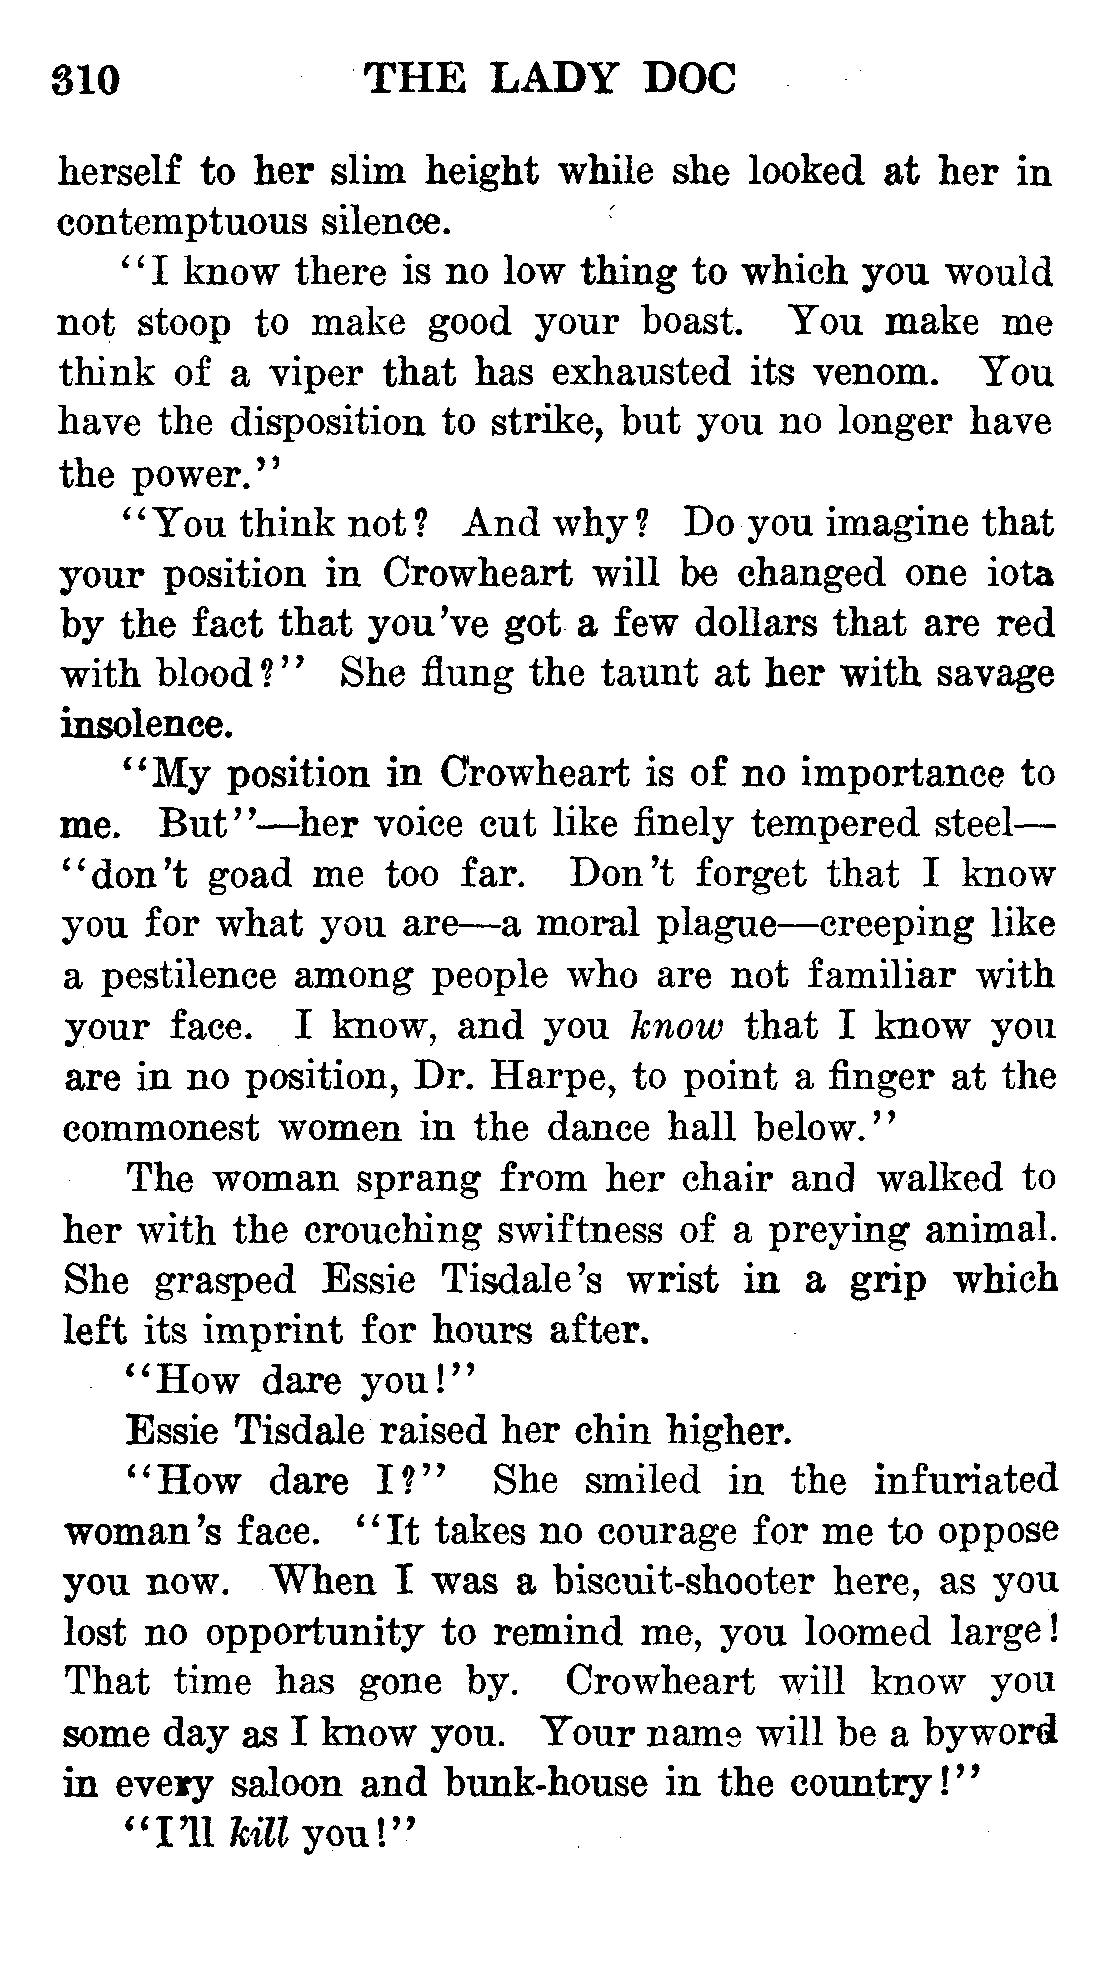 310 THE LADY DOC
herself to her slim height while she looked at her in
contemptuous silence.
"I know there is no low thing to which you would
not stoop to make good your boast. You make me
think of a viper that has exhausted its venom. You
have the disposition to strike, but you no longer have
the power."
"You think not? And why? Do you imagine that
your position in Crowheart will be changed one iota
by the fact that you've got a few dollars that are red
with blood?" She flung the taunt at her with savage
insolence.
"My position in Crowheart is of no importance to
me. But"—her voice cut like finely tempered steel—
"don't goad me too far. Don't forget that I know
you for what you are—a moral plague—creeping like
a pestilence among people who are not familiar with
your face. I know, and you know that I know you
are in no position, Dr. Harpe, to point a finger at the
commonest women in the dance hall below."
The woman sprang from her chair and walked to
her with the crouching swiftness of a preying animal.
She grasped Essie Tisdale's wrist in a grip which
left its imprint for hours after.
"How dare you!"
Essie Tisdale raised her chin higher.
"How dare I?" She smiled in the infuriated
woman's face. "It takes no courage for me to oppose
you now. When I was a biscuit-shooter here, as you
lost no opportunity to remind me, you loomed large!
That time has gone by. Crowheart will know you
some day as I know you. Your name will be a byword
in every saloon and bunk-house in the country!"
"I'll kill you!"